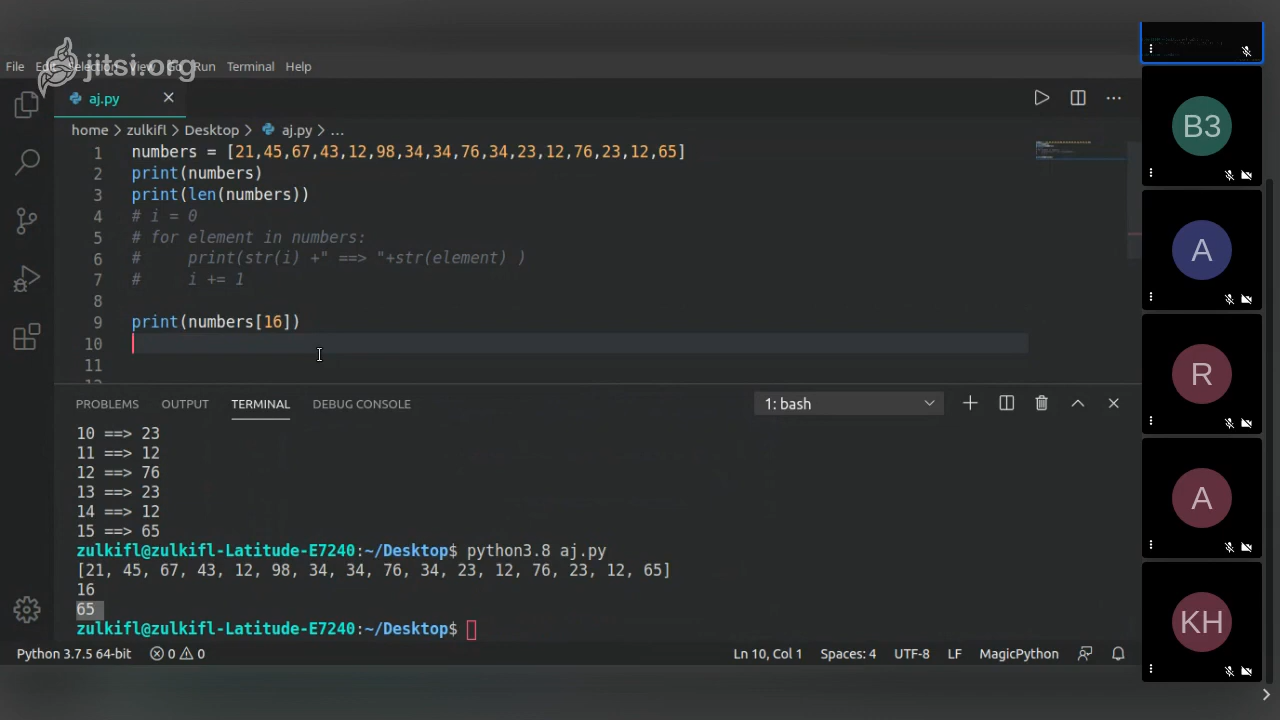 jitsi.org
File Edit Selection View Go Run Terminal Help
aj.py
home > zulkifl > Desktop > aj.py > ...
1 numbers = [21,45,67,43,12,98,34,34,76,34,23,12,76,23,12,65]
2 print(numbers)
3 print(len(numbers))
4 # i = 0
5 # for element in numbers:
6 #     print(str(i) +" ==> "+str(element) )
7 #     i += 1
8
9 print(numbers[16])
10
11
PROBLEMS OUTPUT TERMINAL DEBUG CONSOLE 1: bash
10 ==> 23
11 ==> 12
12 ==> 76
13 ==> 23
14 ==> 12
15 ==> 65
zulkifl@zulkifl-Latitude-E7240:~/Desktop$ python3.8 aj.py
[21, 45, 67, 43, 12, 98, 34, 34, 76, 34, 23, 12, 76, 23, 12, 65]
16
65
zulkifl@zulkifl-Latitude-E7240:~/Desktop$
Python 3.7.5 64-bit 0 0 Ln 10, Col 1 Spaces: 4 UTF-8 LF MagicPython
B3
A
R
A
KH